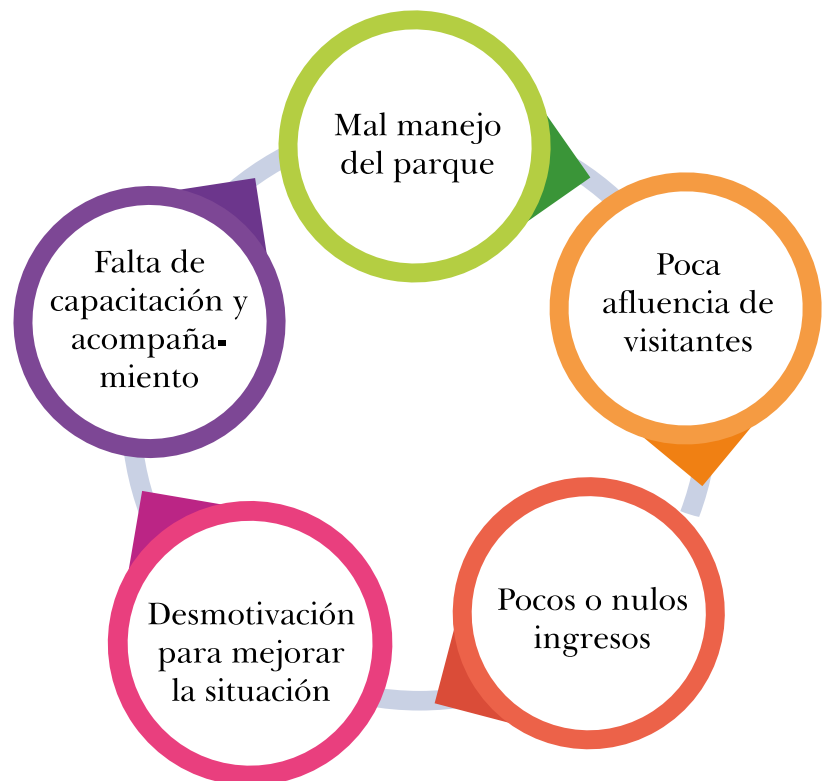 Mal manejo
del parque
Poca
afluencia de
visitantes
Pocos o nulos
ingresos
Desmotivación
para mejorar
la situación
Falta de
capacitación y
acompaña-
miento